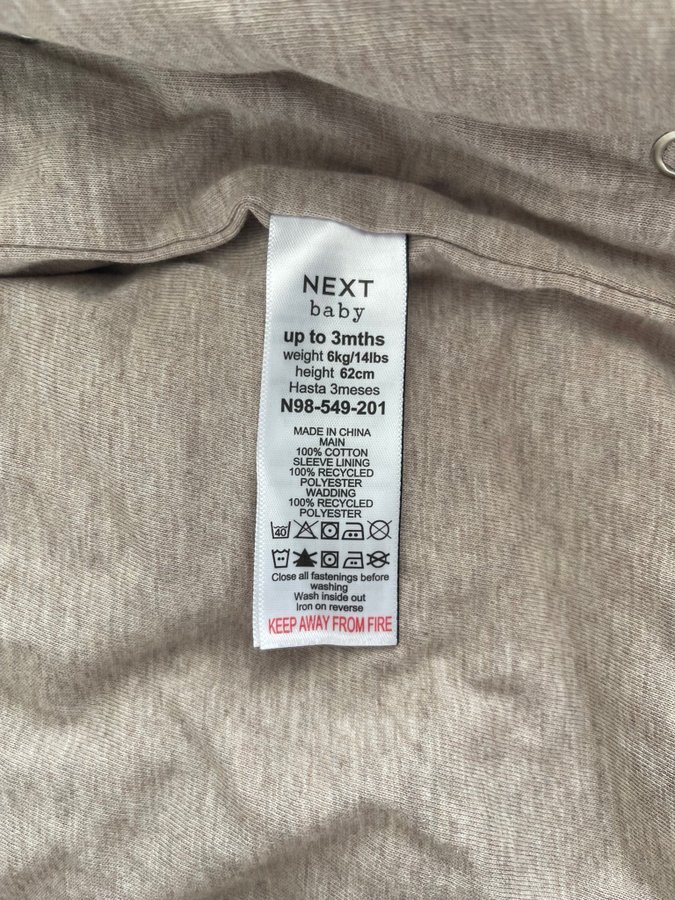 NEXT
baby
up to 3mths
weight 6kg/14lbs
height 62cm
Hasta 3meses
N98-549-201
MADE IN CHINA
MAIN
100% COTTON
SLEEVE LINING
100% RECYCLED
POLYESTER
WADDING
100% RECYCLED
POLYESTER
40
Close all fastenings before
washing
Wash inside out
Iron on reverse
KEEP AWAY FROM FIRE